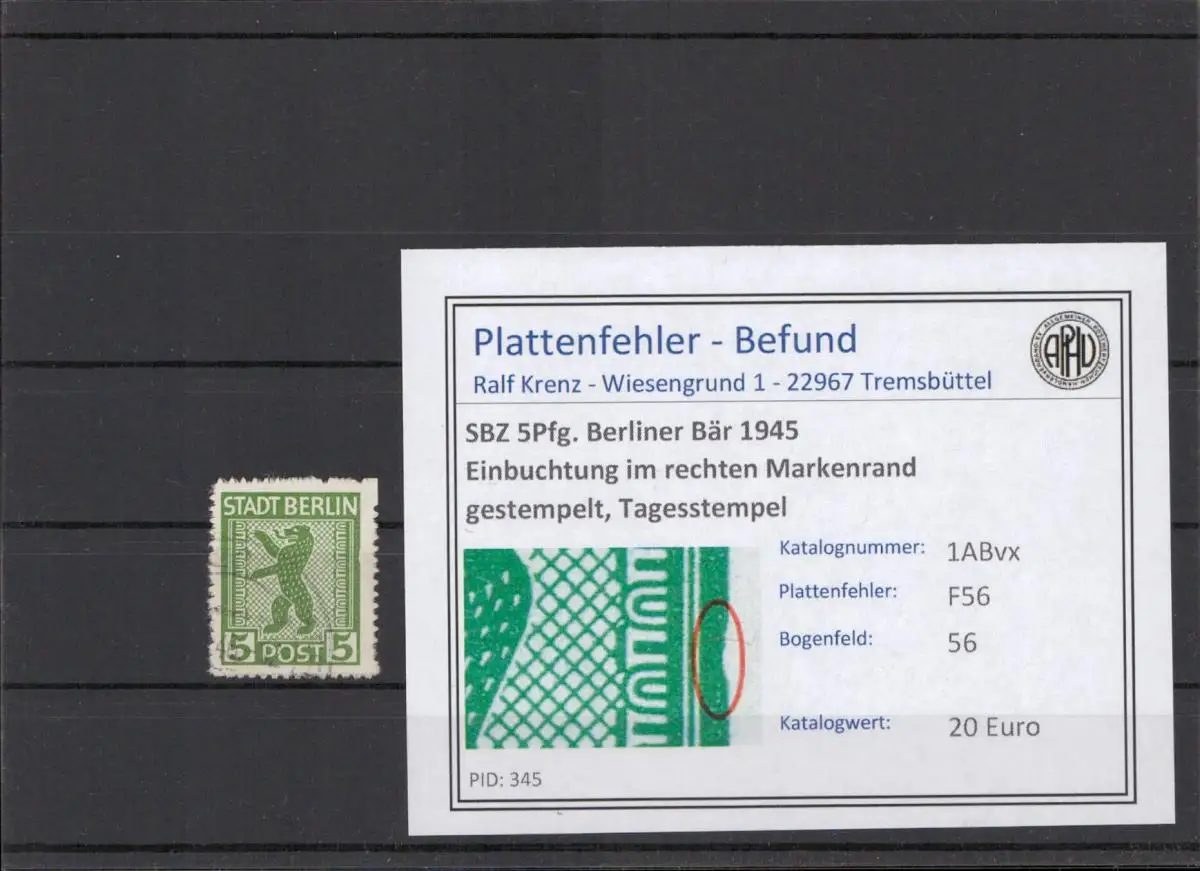 STADT BERLIN
5 POST 5
Plattenfehler - Befund
Ralf Krenz - Wiesengrund 1 - 22967 Tremsbüttel
APHV
SBZ 5Pfg. Berliner Bär 1945
Einbuchtung im rechten Markenrand
gestempelt, Tagesstempel
Katalognummer: 1ABvx
Plattenfehler: F56
Bogenfeld: 56
Katalogwert: 20 Euro
PID: 345